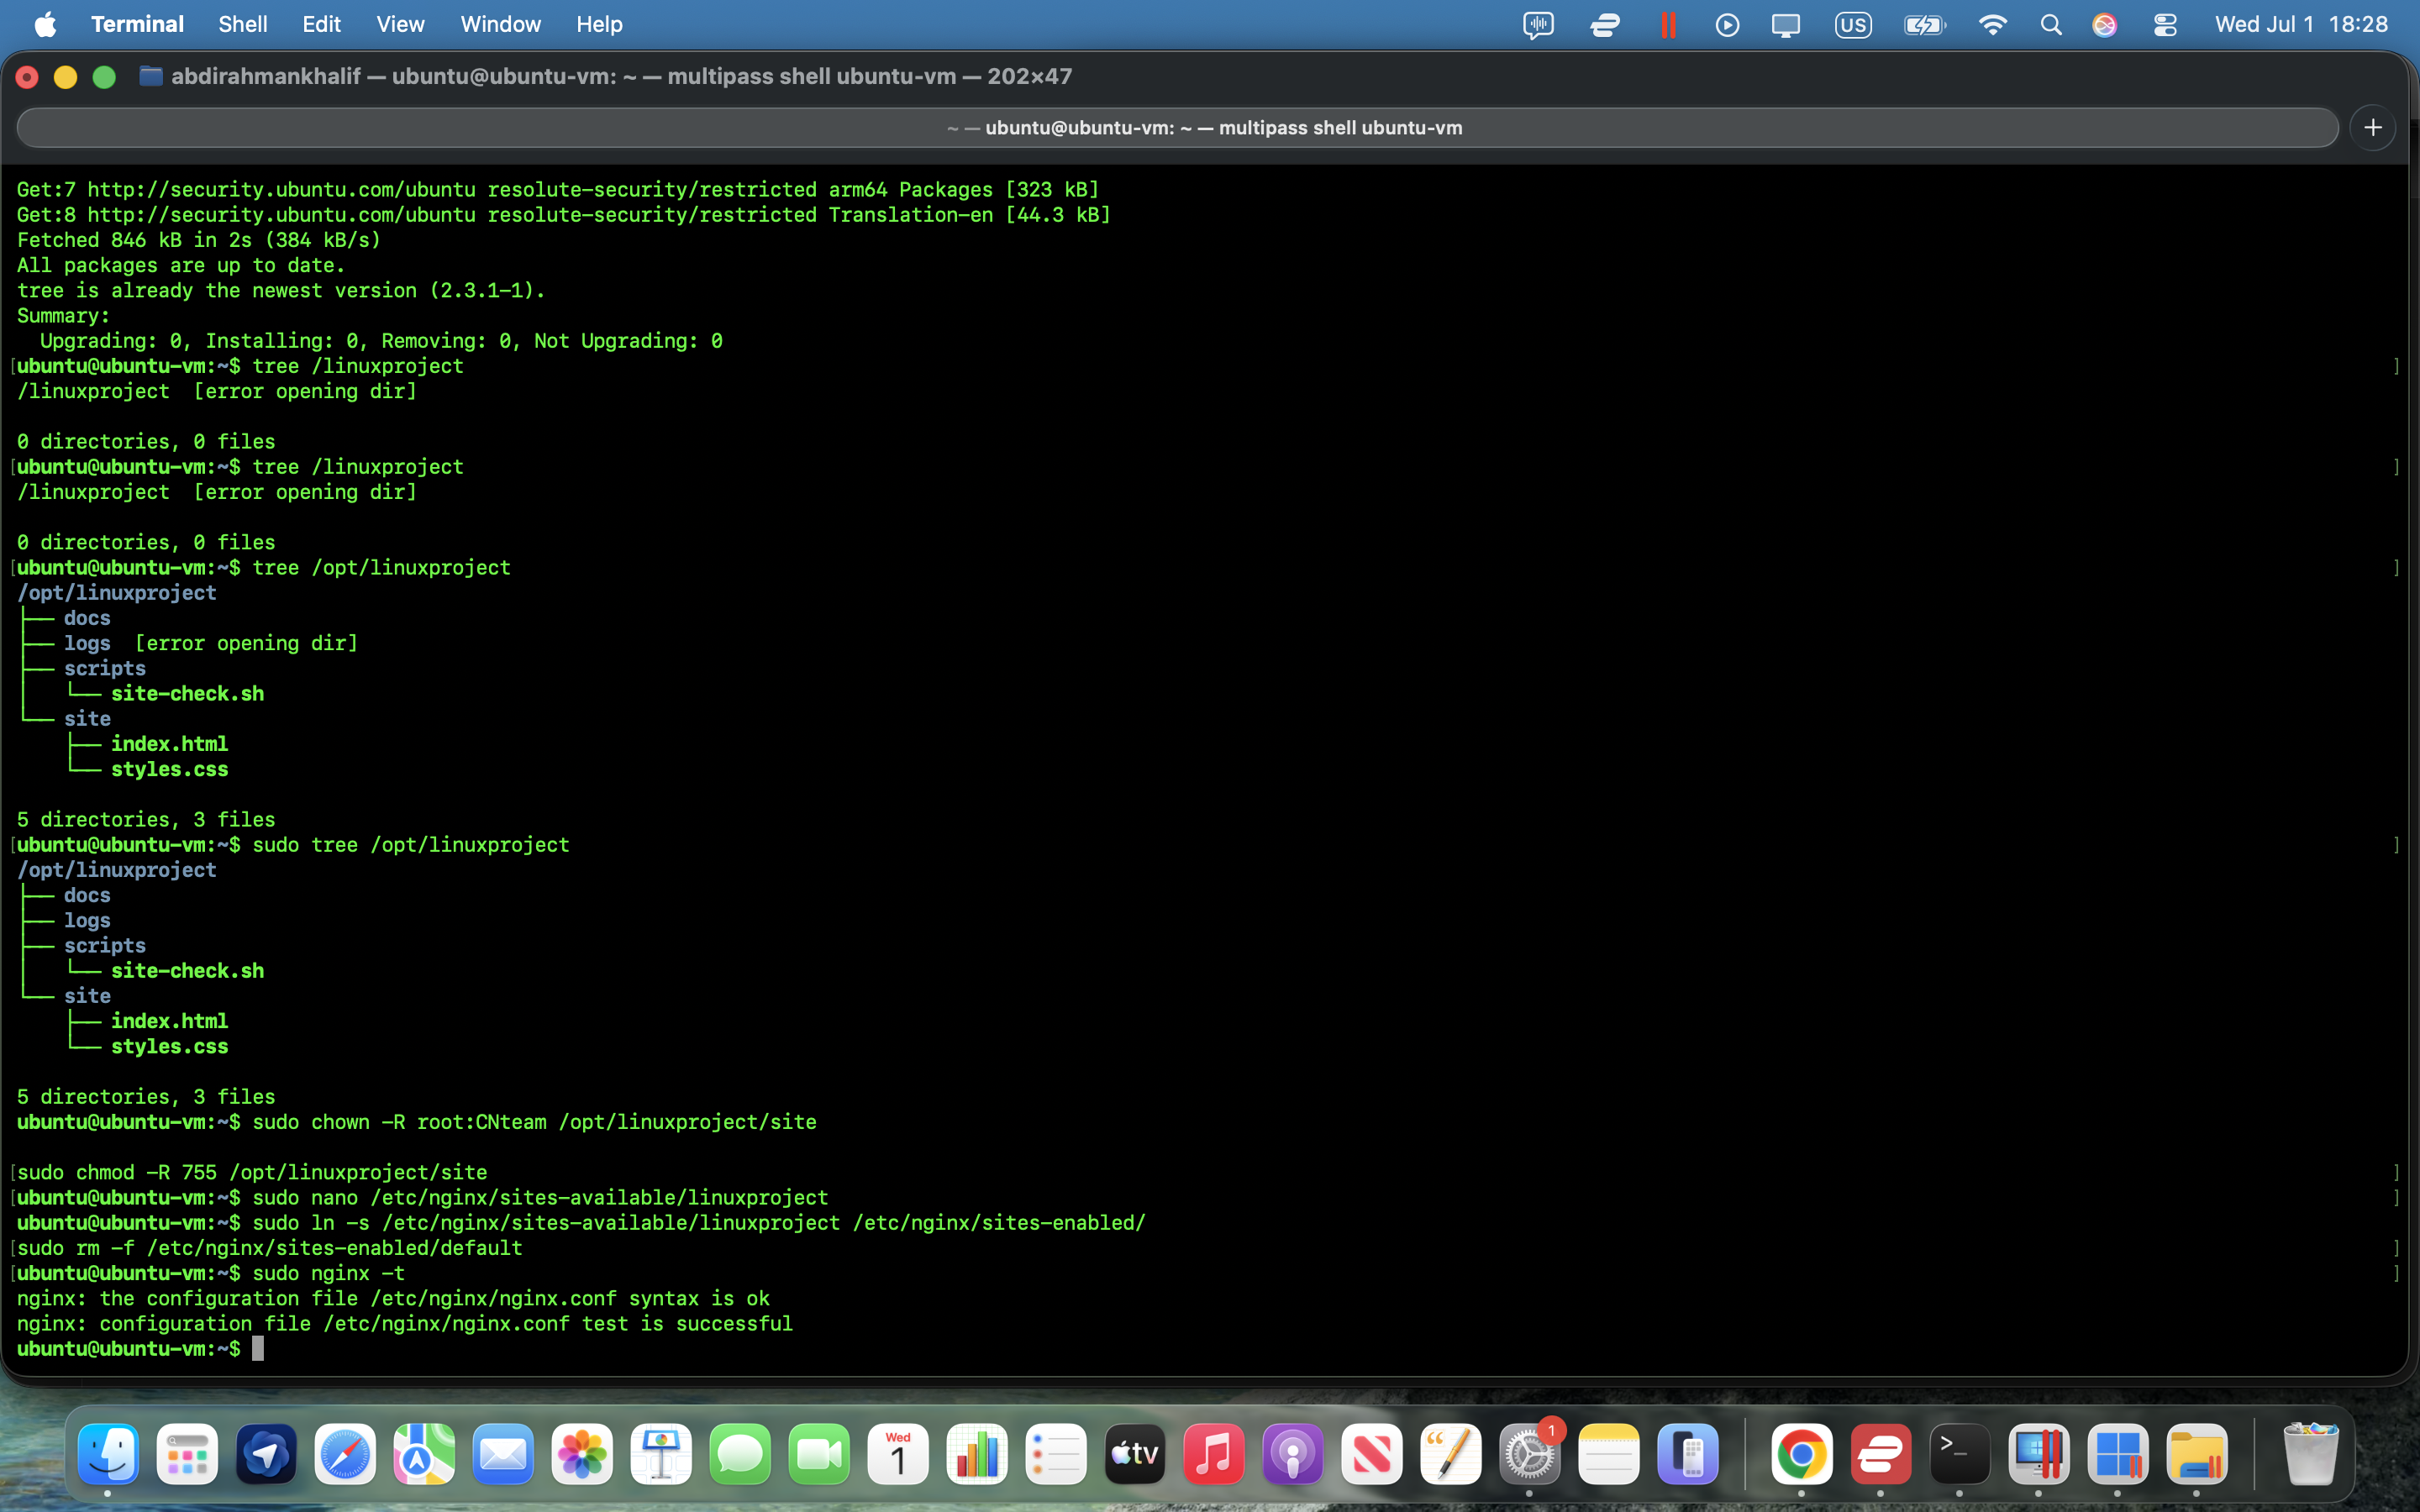 Terminal Shell Edit View Window Help US Wed Jul 1 18:28
abdirahmankhalif — ubuntu@ubuntu-vm: ~ — multipass shell ubuntu-vm — 202×47
~ — ubuntu@ubuntu-vm: ~ — multipass shell ubuntu-vm
Get:7 http://security.ubuntu.com/ubuntu resolute-security/restricted arm64 Packages [323 kB]
Get:8 http://security.ubuntu.com/ubuntu resolute-security/restricted Translation-en [44.3 kB]
Fetched 846 kB in 2s (384 kB/s)
All packages are up to date.
tree is already the newest version (2.3.1-1).
Summary:
  Upgrading: 0, Installing: 0, Removing: 0, Not Upgrading: 0
[ubuntu@ubuntu-vm:~$ tree /linuxproject ]
/linuxproject  [error opening dir]
0 directories, 0 files
[ubuntu@ubuntu-vm:~$ tree /linuxproject ]
/linuxproject  [error opening dir]
0 directories, 0 files
[ubuntu@ubuntu-vm:~$ tree /opt/linuxproject ]
/opt/linuxproject
├── docs
├── logs  [error opening dir]
├── scripts
│   └── site-check.sh
└── site
    ├── index.html
    └── styles.css
5 directories, 3 files
[ubuntu@ubuntu-vm:~$ sudo tree /opt/linuxproject ]
/opt/linuxproject
├── docs
├── logs
├── scripts
│   └── site-check.sh
└── site
    ├── index.html
    └── styles.css
5 directories, 3 files
ubuntu@ubuntu-vm:~$ sudo chown -R root:CNteam /opt/linuxproject/site
[sudo chmod -R 755 /opt/linuxproject/site ]
[ubuntu@ubuntu-vm:~$ sudo nano /etc/nginx/sites-available/linuxproject ]
ubuntu@ubuntu-vm:~$ sudo ln -s /etc/nginx/sites-available/linuxproject /etc/nginx/sites-enabled/
[sudo rm -f /etc/nginx/sites-enabled/default ]
[ubuntu@ubuntu-vm:~$ sudo nginx -t ]
nginx: the configuration file /etc/nginx/nginx.conf syntax is ok
nginx: configuration file /etc/nginx/nginx.conf test is successful
ubuntu@ubuntu-vm:~$
Wed
1
tv
1
>_